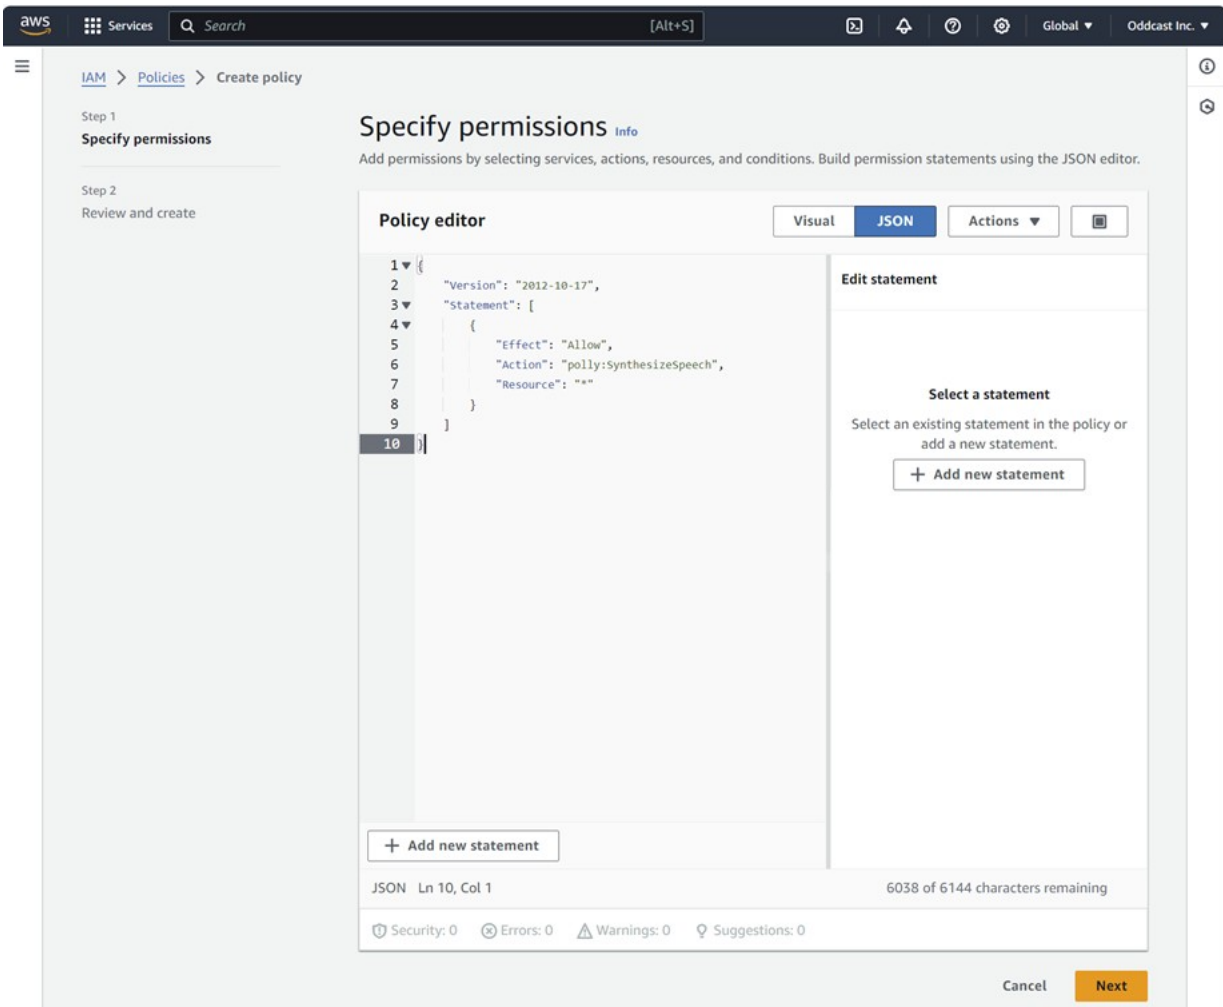 aws Services Search [Alt+S] Global ▼ Oddcast Inc. ▼
IAM > Policies > Create policy
Step 1
Specify permissions
Step 2
Review and create
Specify permissions Info
Add permissions by selecting services, actions, resources, and conditions. Build permission statements using the JSON editor.
Policy editor
Visual JSON Actions ▼
1 {
2 "Version": "2012-10-17",
3 "Statement": [
4 {
5 "Effect": "Allow",
6 "Action": "polly:SynthesizeSpeech",
7 "Resource": "*"
8 }
9 ]
10 }
Edit statement
Select a statement
Select an existing statement in the policy or
add a new statement.
+ Add new statement
+ Add new statement
JSON Ln 10, Col 1
6038 of 6144 characters remaining
Security: 0 Errors: 0 Warnings: 0 Suggestions: 0
Cancel Next